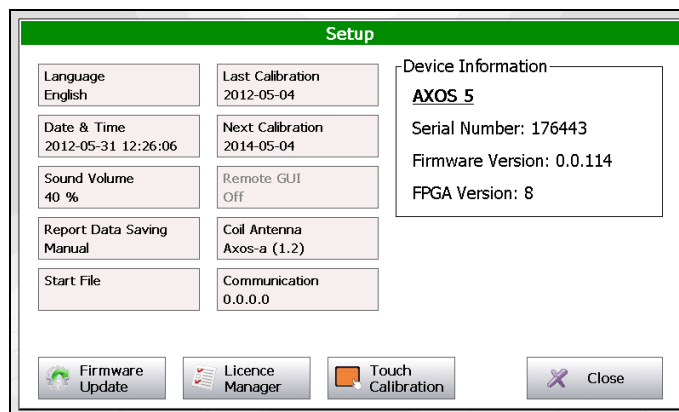 Setup
Language
English
Last Calibration
2012-05-04
Date & Time
2012-05-31 12:26:06
Next Calibration
2014-05-04
Sound Volume
40 %
Remote GUI
Off
Report Data Saving
Manual
Coil Antenna
Axos-a (1.2)
Start File
Communication
0.0.0.0
Device Information
AXOS 5
Serial Number: 176443
Firmware Version: 0.0.114
FPGA Version: 8
Firmware
Update
Licence
Manager
Touch
Calibration
Close